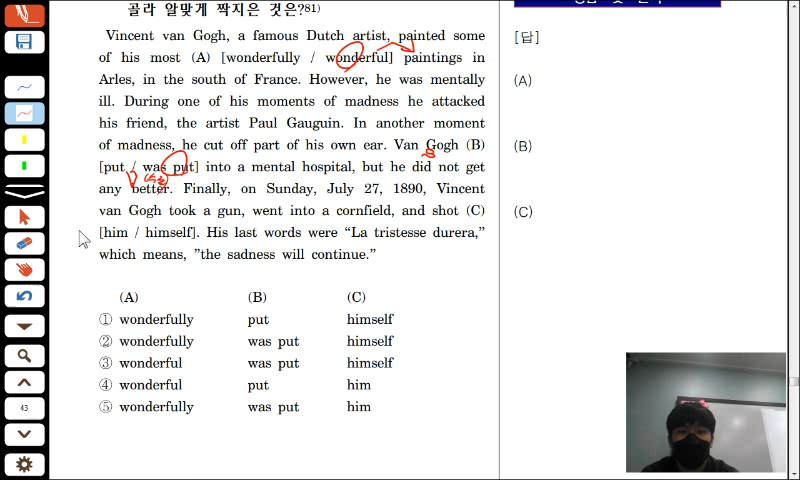 골라 알맞게 짝지은 것은?81)
Vincent van Gogh, a famous Dutch artist, painted some
of his most (A) [wonderfully / wonderful] paintings in
Arles, in the south of France. However, he was mentally
ill. During one of his moments of madness he attacked
his friend, the artist Paul Gauguin. In another moment
of madness, he cut off part of his own ear. Van Gogh (B)
[put / was put] into a mental hospital, but he did not get
any better. Finally, on Sunday, July 27, 1890, Vincent
van Gogh took a gun, went into a cornfield, and shot (C)
[him / himself]. His last words were “La tristesse durera,”
which means, ”the sadness will continue.”
(A) (B) (C)
① wonderfully put himself
② wonderfully was put himself
③ wonderful was put himself
④ wonderful put him
⑤ wonderfully was put him
[답]
(A)
(B)
(C)
43